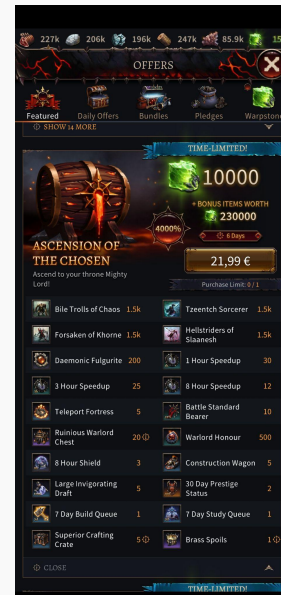 227k 206k 196k 247k 85.9k 15
OFFERS
Featured Daily Offers Bundles Pledges Warpstone
SHOW 14 MORE
TIME-LIMITED!
10000
+ BONUS ITEMS WORTH
230000
4000%
6 Days
ASCENSION OF
THE CHOSEN
Ascend to your throne Mighty
Lord!
21,99 €
Purchase Limit: 0 / 1
Bile Trolls of Chaos 1.5k
Tzeentch Sorcerer 1.5k
Forsaken of Khorne 1.5k
Hellstriders of
Slaanesh 1.5k
Daemonic Fulgurite 200
1 Hour Speedup 30
3 Hour Speedup 25
8 Hour Speedup 12
Teleport Fortress 5
Battle Standard
Bearer 10
Ruinious Warlord
Chest 20
Warlord Honour 500
8 Hour Shield 3
Construction Wagon 5
Large Invigorating
Draft 5
30 Day Prestige
Status 2
7 Day Build Queue 1
7 Day Study Queue 1
Superior Crafting
Crate 5
Brass Spoils 1
CLOSE
TIME-LIMITED!